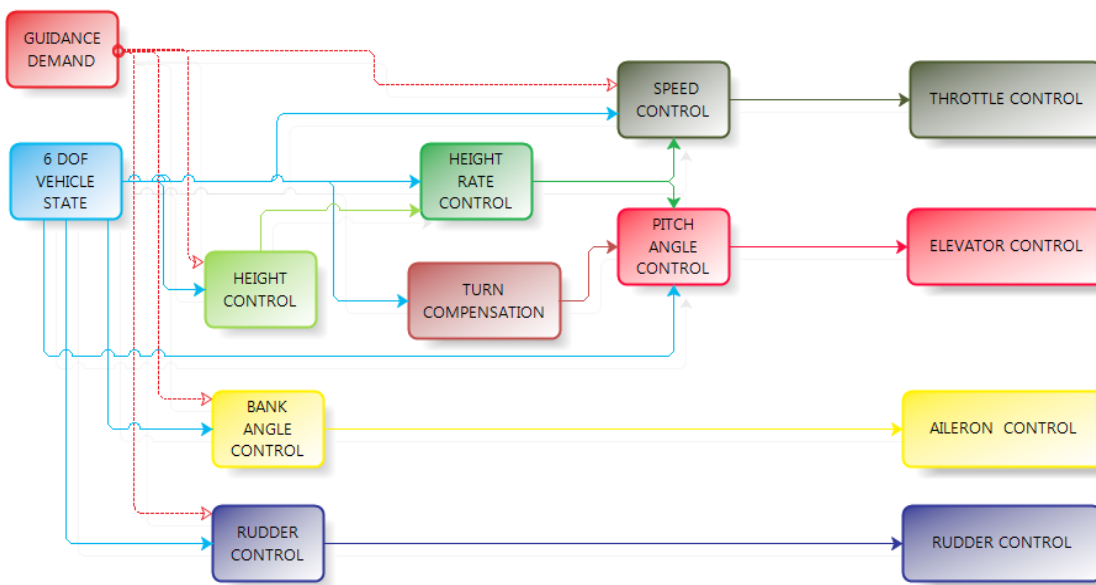 GUIDANCE
DEMAND
SPEED
CONTROL
THROTTLE CONTROL
6 DOF
VEHICLE
STATE
HEIGHT
RATE
CONTROL
PITCH
ANGLE
CONTROL
ELEVATOR CONTROL
HEIGHT
CONTROL
TURN
COMPENSATION
BANK
ANGLE
CONTROL
AILERON  CONTROL
RUDDER
CONTROL
RUDDER CONTROL